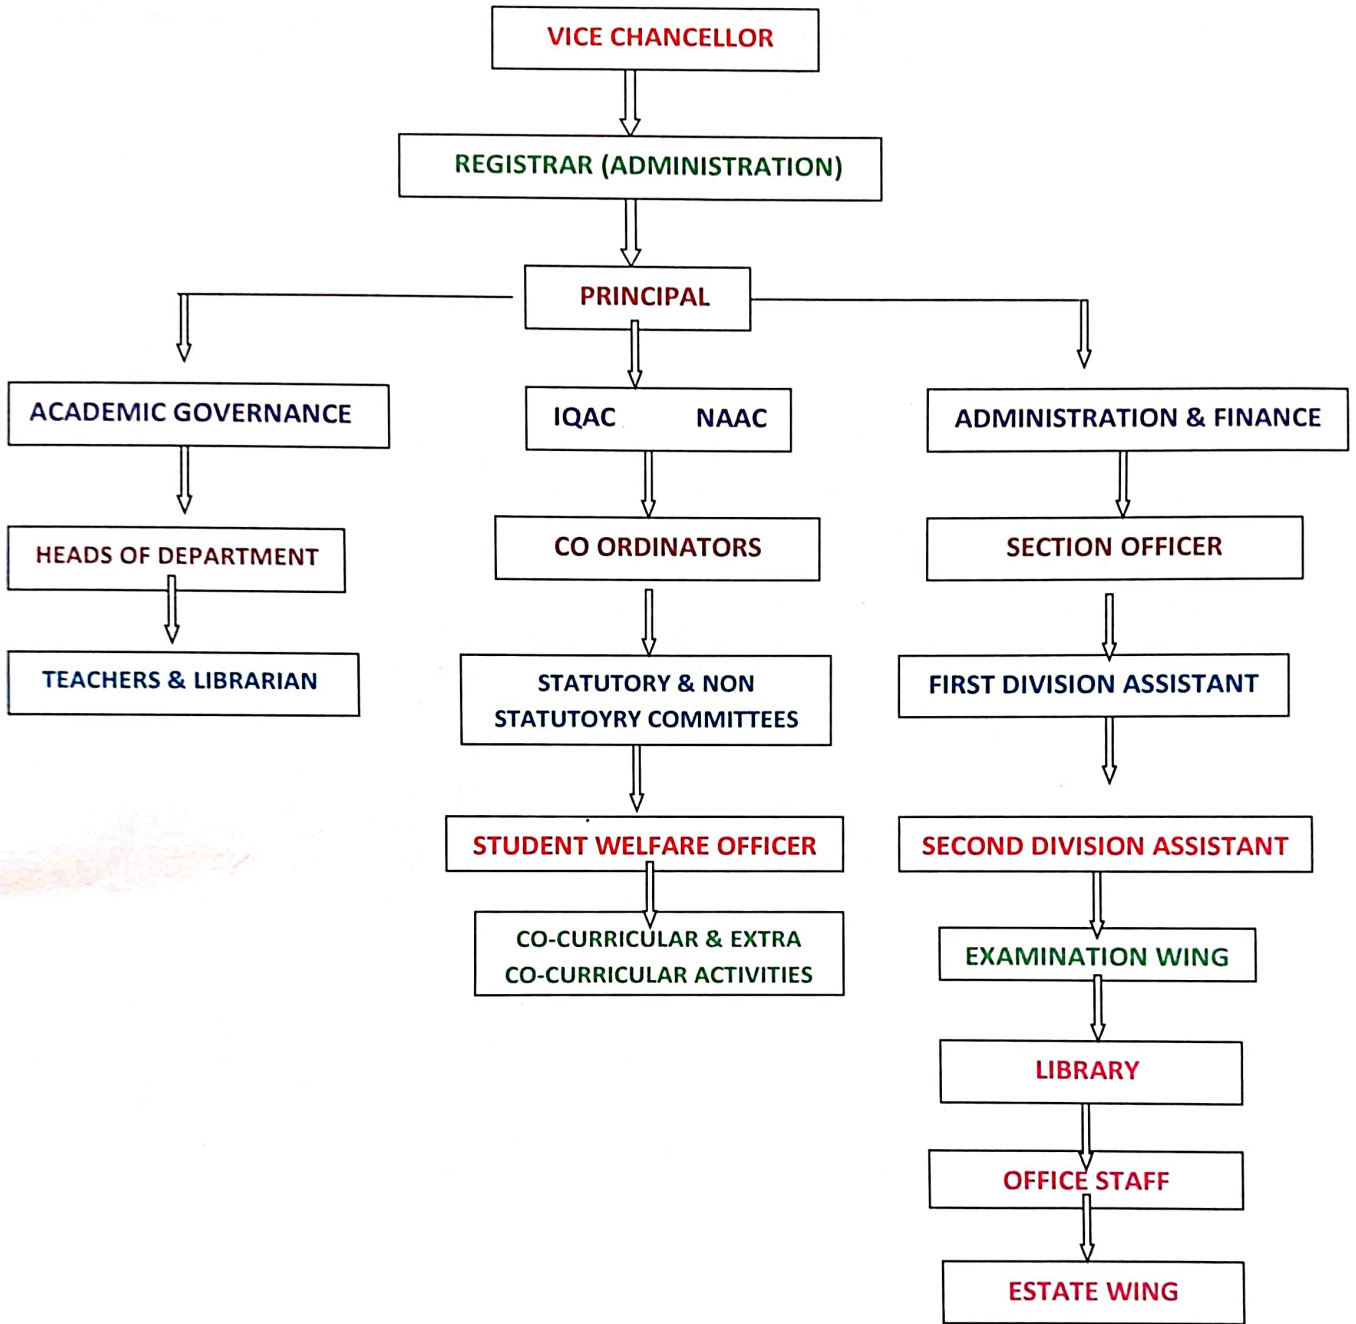 VICE CHANCELLOR
REGISTRAR (ADMINISTRATION)
PRINCIPAL
ACADEMIC GOVERNANCE
IQAC NAAC
ADMINISTRATION & FINANCE
HEADS OF DEPARTMENT
CO ORDINATORS
SECTION OFFICER
TEACHERS & LIBRARIAN
STATUTORY & NON
STATUTOYRY COMMITTEES
FIRST DIVISION ASSISTANT
STUDENT WELFARE OFFICER
SECOND DIVISION ASSISTANT
CO-CURRICULAR & EXTRA
CO-CURRICULAR ACTIVITIES
EXAMINATION WING
LIBRARY
OFFICE STAFF
ESTATE WING